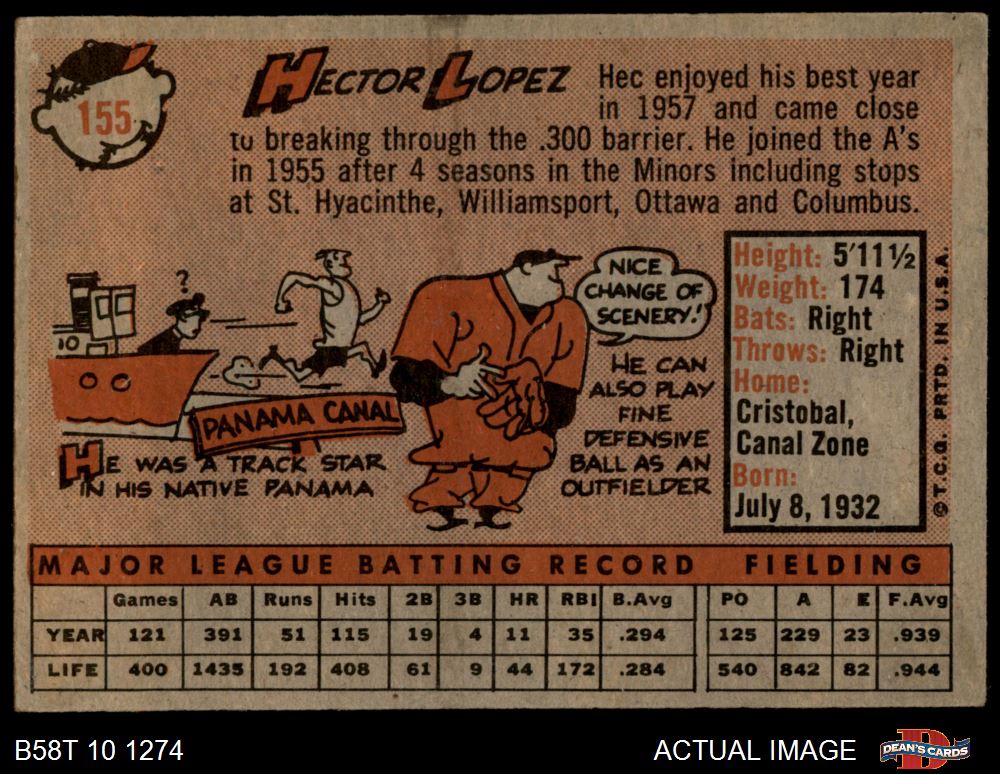 155
HECTOR LOPEZ
Hec enjoyed his best year
in 1957 and came close
to breaking through the .300 barrier. He joined the A's
in 1955 after 4 seasons in the Minors including stops
at St. Hyacinthe, Williamsport, Ottawa and Columbus.
?
10
PANAMA CANAL
HE WAS A TRACK STAR
IN HIS NATIVE PANAMA
NICE
CHANGE OF
SCENERY!
HE CAN
ALSO PLAY
FINE
DEFENSIVE
BALL AS AN
OUTFIELDER
Height: 5'11½
Weight: 174
Bats: Right
Throws: Right
Home:
Cristobal,
Canal Zone
Born:
July 8, 1932
©T.C.G. PRTD. IN U.S.A.
MAJOR LEAGUE BATTING RECORD FIELDING
Games AB Runs Hits 2B 3B HR RBI B.Avg PO A E F.Avg
YEAR 121 391 51 115 19 4 11 35 .294 125 229 23 .939
LIFE 400 1435 192 408 61 9 44 172 .284 540 842 82 .944
B58T 10 1274
ACTUAL IMAGE
DEAN'S CARDS